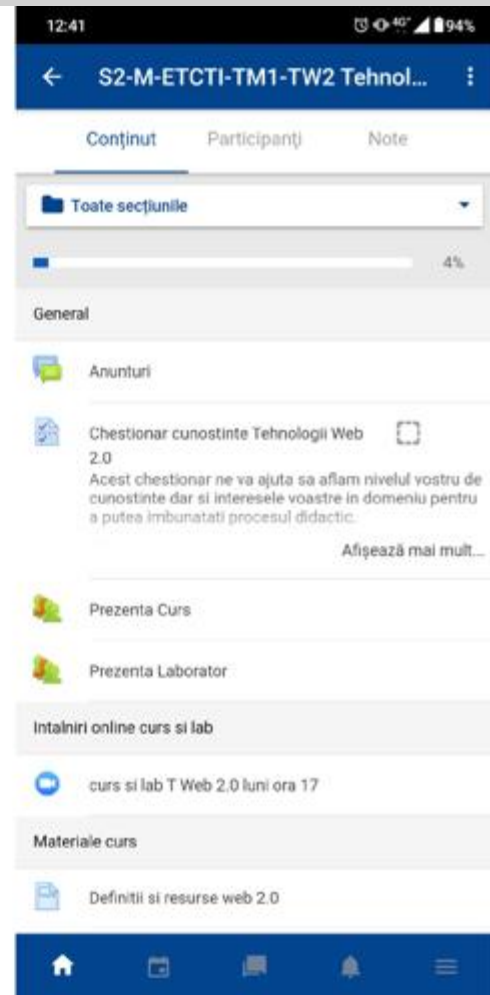 12:41
4G+ 94%
S2-M-ETCTI-TM1-TW2 Tehnol...
Conținut Participanți Note
Toate secțiunile
4%
General
Anunturi
Chestionar cunostinte Tehnologii Web
2.0
Acest chestionar ne va ajuta sa aflam nivelul vostru de
cunostinte dar si interesele voastre in domeniu pentru
a putea imbunatati procesul didactic.
Afișează mai mult...
Prezenta Curs
Prezenta Laborator
Intalniri online curs si lab
curs si lab T Web 2.0 luni ora 17
Materiale curs
Definitii si resurse web 2.0